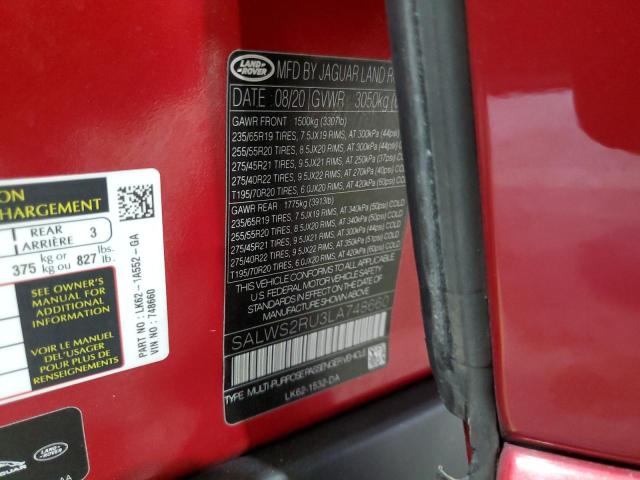 LAND
ROVER
MFD BY JAGUAR LAND R
DATE : 08/20 GVWR : 3050kg
GAWR FRONT 1500kg (3307lb)
235/65R19 TIRES, 7.5JX19 RIMS, AT 300kPa (44psi)
255/55R20 TIRES, 8.5JX20 RIMS, AT 300kPa (44psi)
275/45R21 TIRES, 9.5JX21 RIMS, AT 250kPa (37psi) C
275/40R22 TIRES, 9.5JX22 RIMS, AT 270kPa (40psi) C
T195/70R20 TIRES, 6.0JX20 RIMS, AT 420kPa (60psi) C
GAWR REAR 1775kg (3913lb)
235/65R19 TIRES, 7.5JX19 RIMS, AT 340kPa (50psi) COLD
255/55R20 TIRES, 8.5JX20 RIMS, AT 340kPa (50psi) COLD
275/45R21 TIRES, 9.5JX21 RIMS, AT 300kPa (44psi) COLD
275/40R22 TIRES, 9.5JX22 RIMS, AT 350kPa (51psi) COLD
T195/70R20 TIRES, 6.0JX20 RIMS, AT 420kPa (60psi) COLD
THIS VEHICLE CONFORMS TO ALL APPLICABLE
U.S. FEDERAL MOTOR VEHICLE SAFETY
STANDARDS IN EFFECT ON THE DATE OF
MANUFACTURE SHOWN ABOVE.
SALWS2RU3LA748660
TYPE: MULTI-PURPOSE PASSENGER VEHICLE
LK62-1532-DA
TION
CHARGEMENT
REAR
ARRIÈRE 3
375 kg or ou 827 lbs. lb.
SEE OWNER'S
MANUAL FOR
ADDITIONAL
INFORMATION
VOIR LE MANUEL
DE L'USAGER
POUR PLUS DE
RENSEIGNEMENTS
PART NO : LK62-1A552-GA
VIN NO: 748660
LAND
ROVER
AGUAR
AA